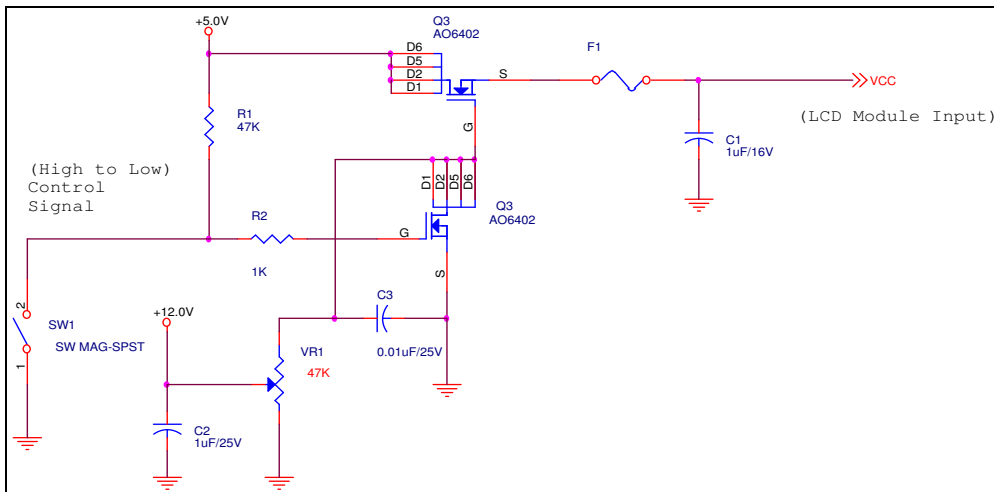 +5.0V
Q3
AO6402
D6
D5
D2
D1
S
G
F1
VCC
(LCD Module Input)
C1
1uF/16V
R1
47K
(High to Low)
Control
Signal
D1
D2
D5
D6
Q3
AO6402
R2
1K
G
S
2
SW1
SW MAG-SPST
1
+12.0V
C3
0.01uF/25V
VR1
47K
C2
1uF/25V